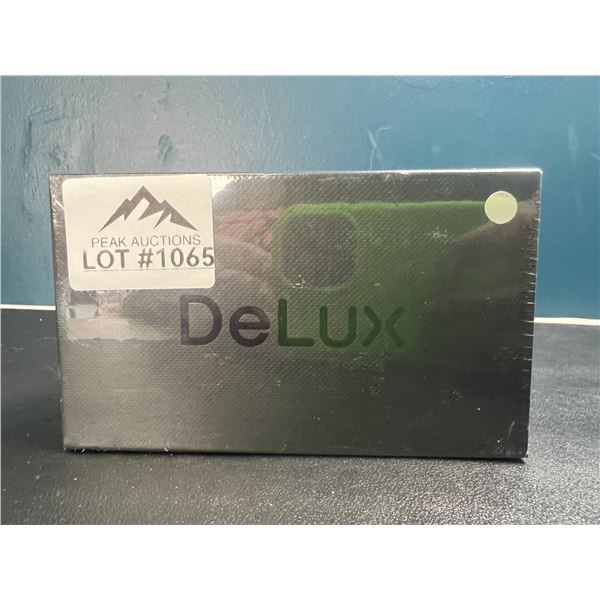 PEAK AUCTIONS
LOT #1065
DeLux